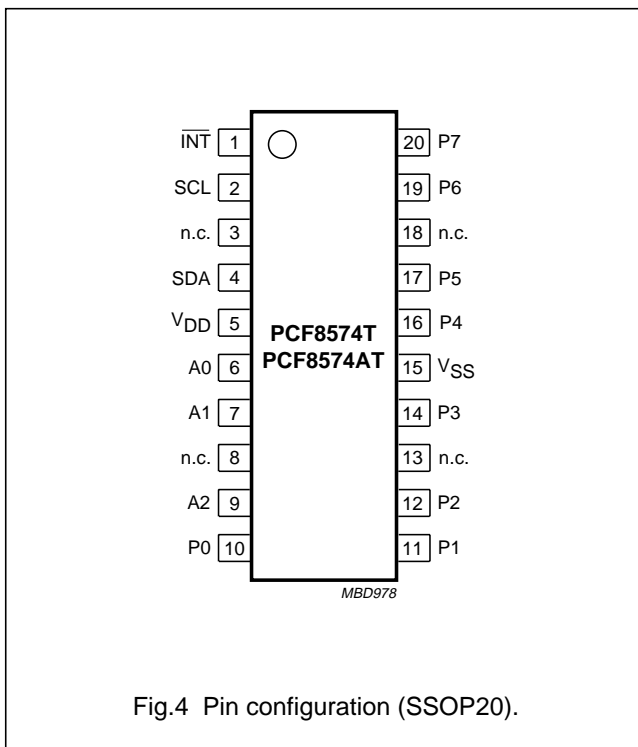 INT 1 20 P7
SCL 2 19 P6
n.c. 3 18 n.c.
SDA 4 17 P5
VDD 5 16 P4
PCF8574T
PCF8574AT
A0 6 15 VSS
A1 7 14 P3
n.c. 8 13 n.c.
A2 9 12 P2
P0 10 11 P1
MBD978
Fig.4 Pin configuration (SSOP20).